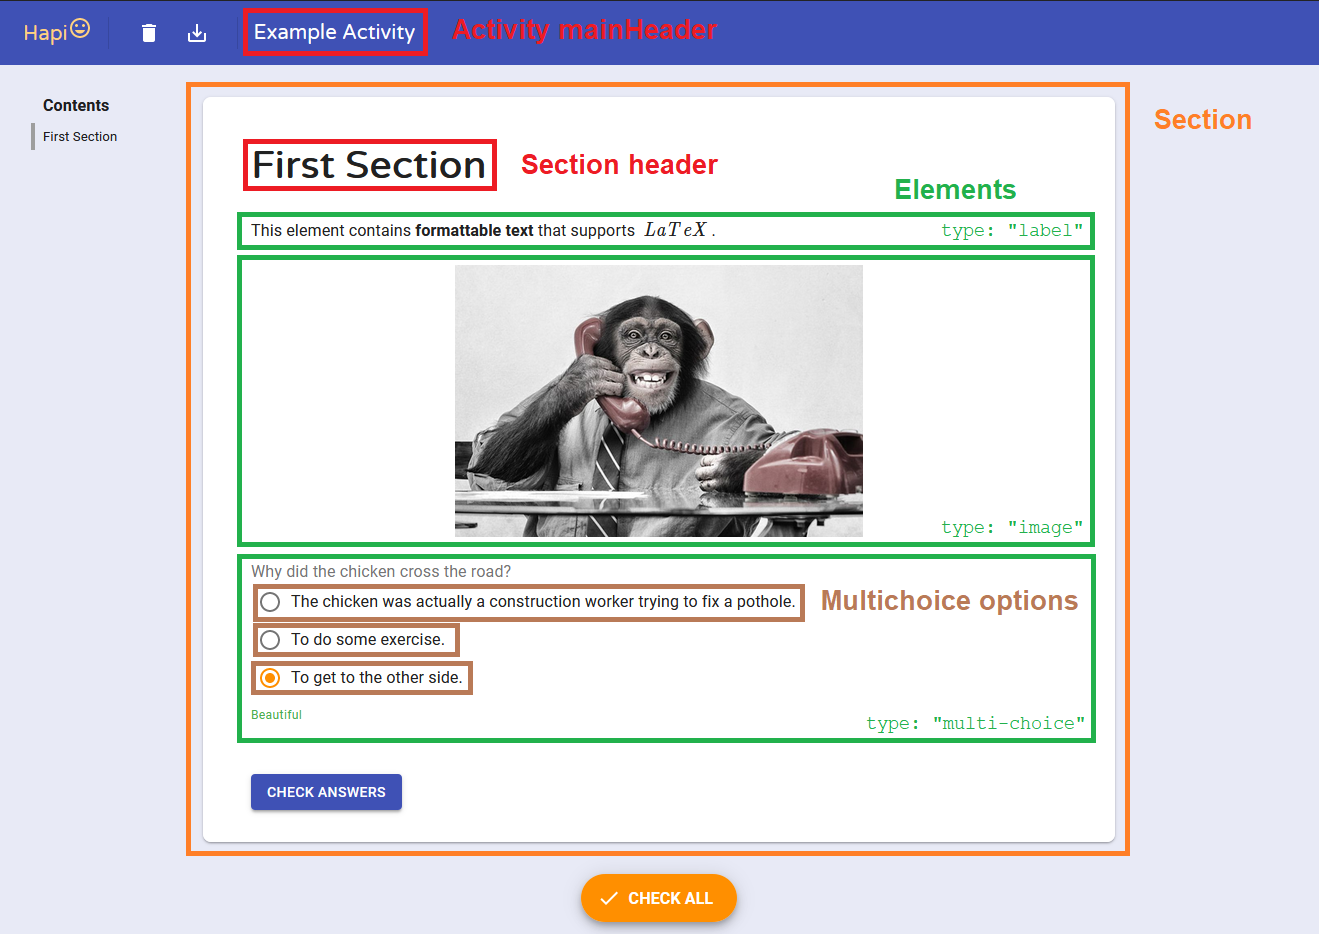 Hapi
Example Activity
Activity mainHeader
Contents
First Section
Section
First Section
Section header
Elements
This element contains formattable text that supports LaTeX.
type: "label"
type: "image"
Why did the chicken cross the road?
The chicken was actually a construction worker trying to fix a pothole.
Multichoice options
To do some exercise.
To get to the other side.
Beautiful
type: "multi-choice"
CHECK ANSWERS
CHECK ALL